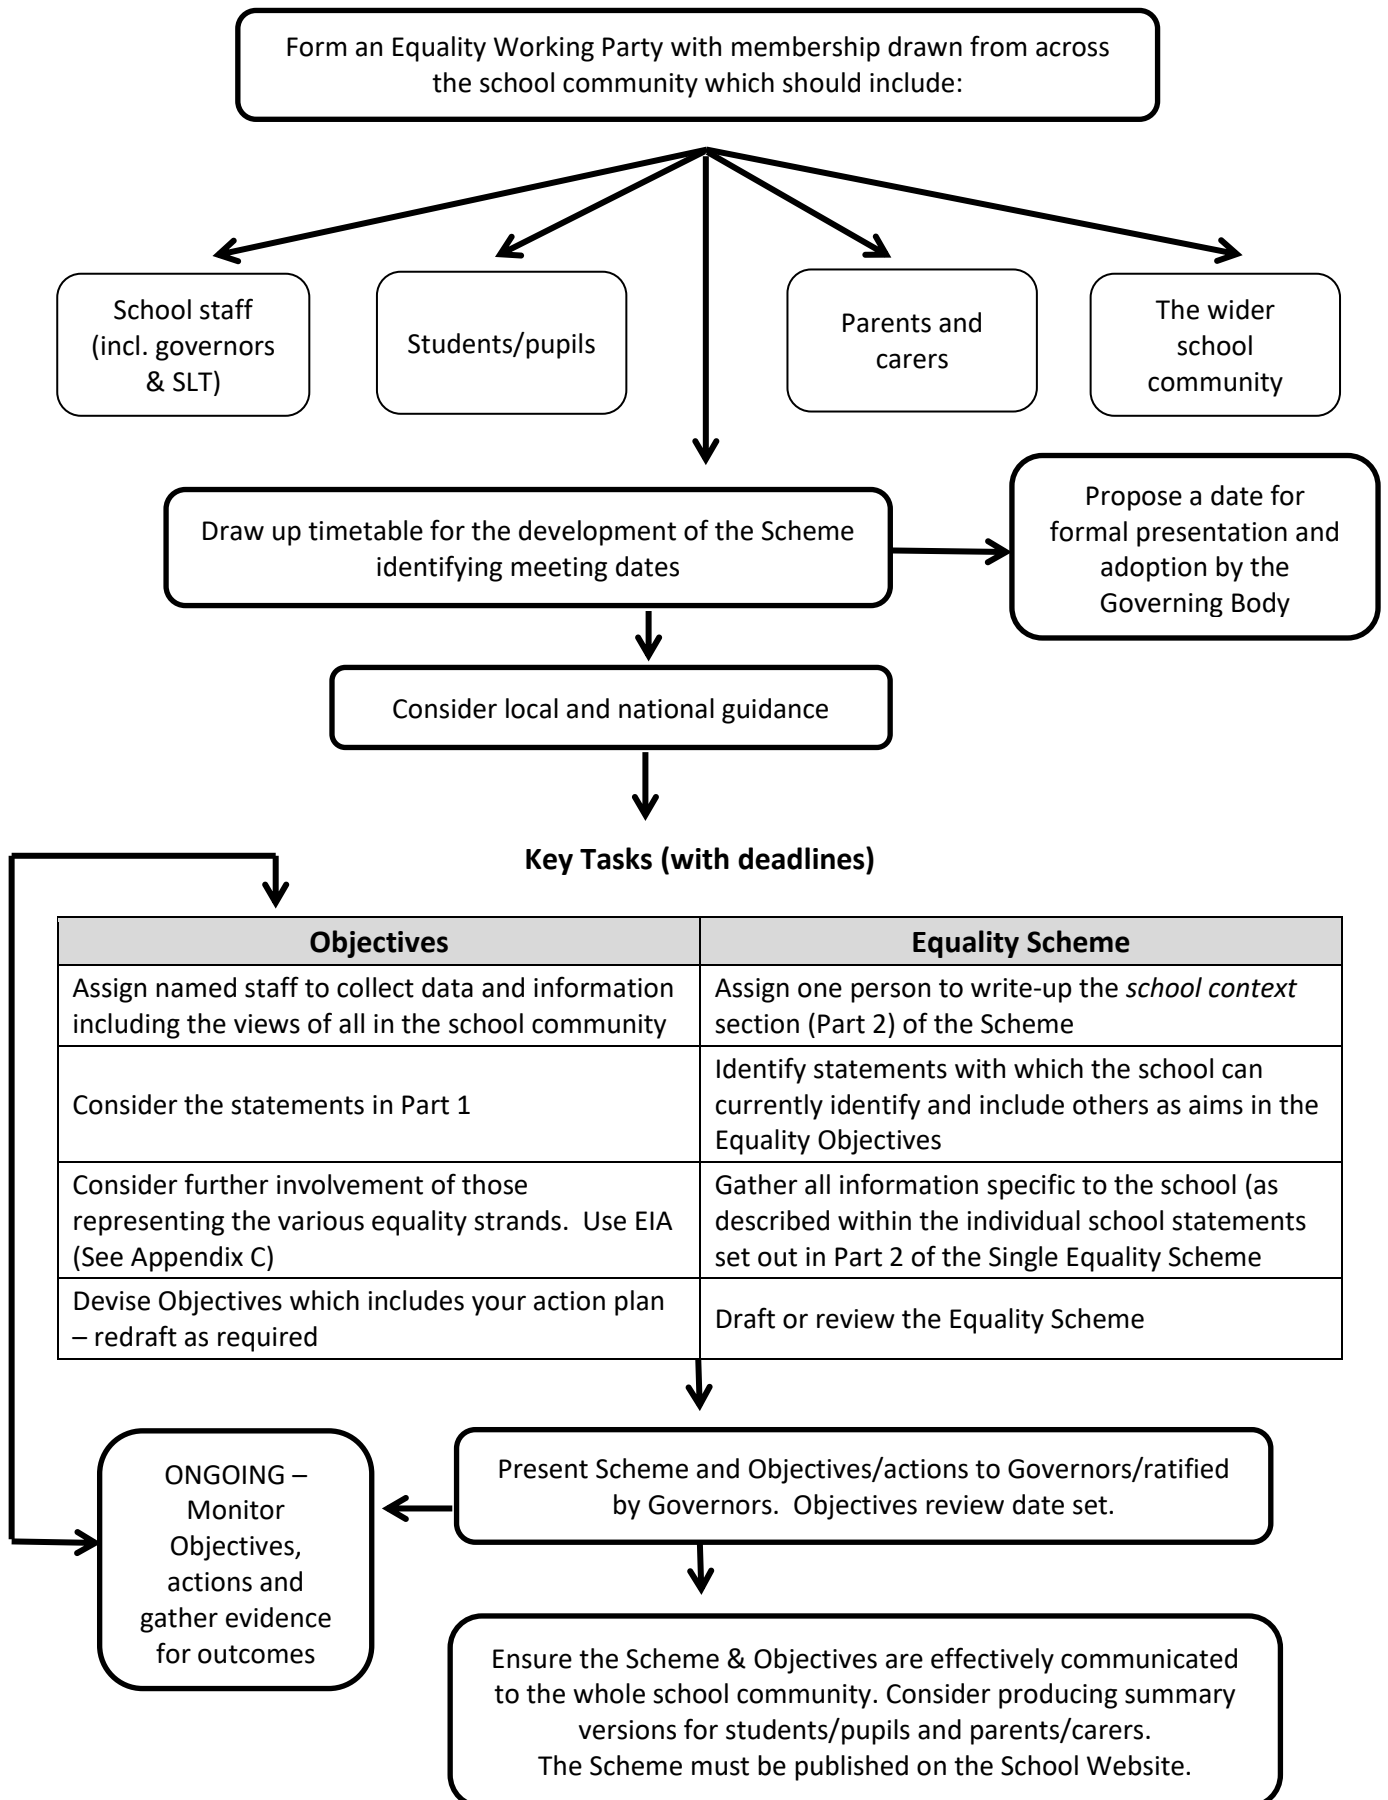 Form an Equality Working Party with membership drawn from across
the school community which should include:
School staff
(incl. governors
& SLT)
Students/pupils
Parents and
carers
The wider
school
community
Draw up timetable for the development of the Scheme
identifying meeting dates
Propose a date for
formal presentation and
adoption by the
Governing Body
Consider local and national guidance
Key Tasks (with deadlines)
Objectives
Equality Scheme
Assign named staff to collect data and information
including the views of all in the school community
Assign one person to write-up the school context
section (Part 2) of the Scheme
Consider the statements in Part 1
Identify statements with which the school can
currently identify and include others as aims in the
Equality Objectives
Consider further involvement of those
representing the various equality strands.  Use EIA
(See Appendix C)
Gather all information specific to the school (as
described within the individual school statements
set out in Part 2 of the Single Equality Scheme
Devise Objectives which includes your action plan
– redraft as required
Draft or review the Equality Scheme
Present Scheme and Objectives/actions to Governors/ratified
by Governors.  Objectives review date set.
ONGOING –
Monitor
Objectives,
actions and
gather evidence
for outcomes
Ensure the Scheme & Objectives are effectively communicated
to the whole school community. Consider producing summary
versions for students/pupils and parents/carers.
The Scheme must be published on the School Website.